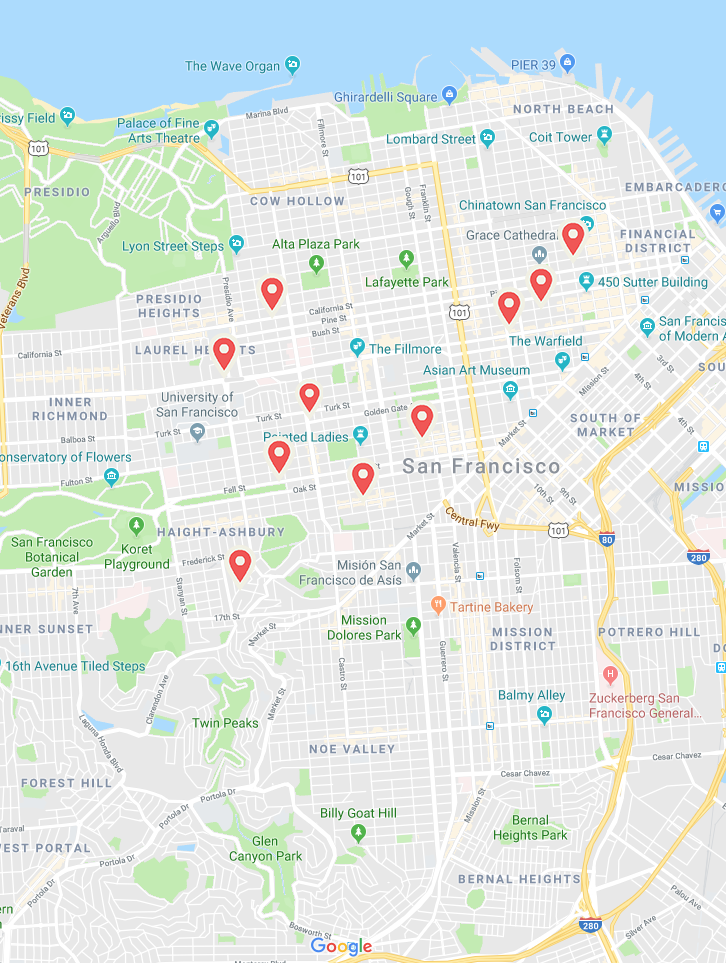 The Wave Organ
PIER 39
Ghirardelli Square
Marina Blvd
NORTH BEACH
rissy Field
Palace of Fine
Arts Theatre
Fillmore St
Lombard Street
Coit Tower
101
101
PRESIDIO
COW HOLLOW
Gough St
Franklin St
EMBARCADERO
Arguello Blvd
Chinatown San Francisco
Lyon Street Steps
Alta Plaza Park
Grace Cathedral
FINANCIAL
DISTRICT
Veterans Blvd
Presidio Ave
Lafayette Park
450 Sutter Building
PRESIDIO
HEIGHTS
California St
Pine St
Bush St
101
San Francis
of Modern A
California St
LAUREL HEIGHTS
The Fillmore
The Warfield
Mission St
3rd St
SOU
Asian Art Museum
4th St
INNER
RICHMOND
University of
San Francisco
Turk St
Golden Gate
SOUTH OF
MARKET
4th St
Balboa St
Turk St
Painted Ladies
Market St
onservatory of Flowers
San Francisco
Fulton St
Fell St
Oak St
10th St
9th St
MISSIO
Central Fwy
101
80
280
San Francisco
Botanical
Garden
Koret
Playground
HAIGHT-ASHBURY
Market St
Frederick St
Misión San
Francisco de Asís
Valencia St
Folsom St
7th Ave
Stanyan St
17th St
Tartine Bakery
NNER SUNSET
Market St
Mission
Dolores Park
Guerrero St
MISSION
DISTRICT
POTRERO HILL
DO
16th Avenue Tiled Steps
Castro St
Clarendon Ave
Market St
Zuckerberg San
Francisco General...
Balmy Alley
Laguna Honda Blvd
Twin Peaks
NOE VALLEY
Cesar Chavez
Cesar Chavez
FOREST HILL
Portola Dr
Mission St
Billy Goat Hill
Bernal
Heights Park
Taraval
Portola Dr
EST PORTAL
Portola Dr
Glen
Canyon Park
BERNAL HEIGHTS
Palou Ave
ern
Bosworth St
280
Silver Ave
Google